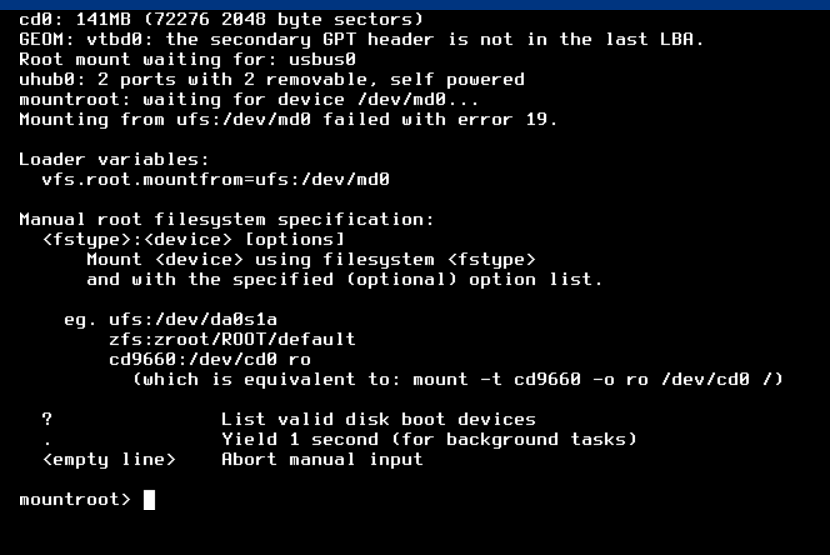 cd0: 141MB (72276 2048 byte sectors)
GEOM: vtbd0: the secondary GPT header is not in the last LBA.
Root mount waiting for: usbus0
uhub0: 2 ports with 2 removable, self powered
mountroot: waiting for device /dev/md0...
Mounting from ufs:/dev/md0 failed with error 19.

Loader variables:
  vfs.root.mountfrom=ufs:/dev/md0

Manual root filesystem specification:
  <fstype>:<device> [options]
      Mount <device> using filesystem <fstype>
      and with the specified (optional) option list.

    eg. ufs:/dev/da0s1a
        zfs:zroot/ROOT/default
        cd9660:/dev/cd0 ro
          (which is equivalent to: mount -t cd9660 -o ro /dev/cd0 /)

  ?               List valid disk boot devices
  .               Yield 1 second (for background tasks)
  <empty line>    Abort manual input

mountroot>